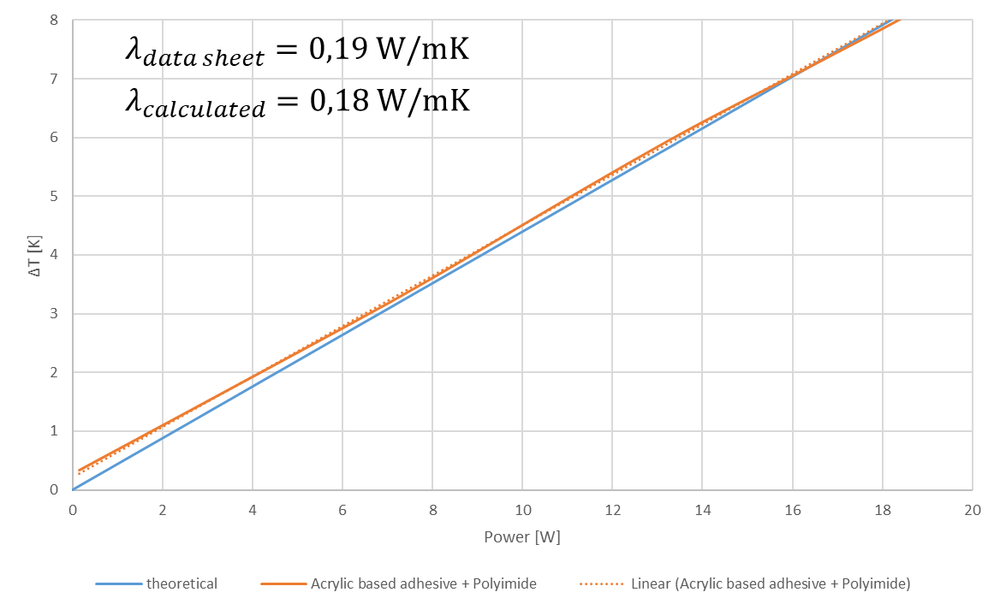 λdata sheet = 0,19 W/mK
λcalculated = 0,18 W/mK
8
7
6
5
4
3
2
1
0
ΔT [K]
0 2 4 6 8 10 12 14 16 18 20
Power [W]
theoretical Acrylic based adhesive + Polyimide Linear (Acrylic based adhesive + Polyimide)